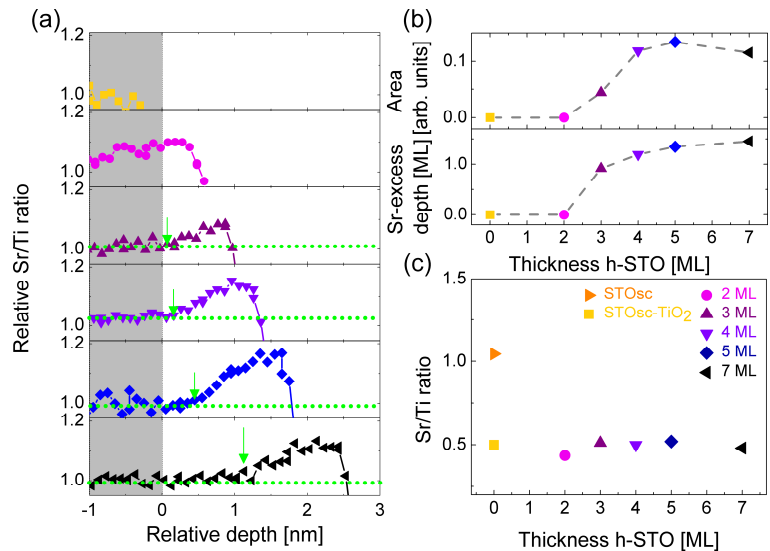 (a)
1.2
1.0
1.2
1.0
1.2
1.0
1.2
1.0
1.2
1.0
1.2
1.0
-1 0 1 2 3
Relative Sr/Ti ratio
Relative depth [nm]
(b)
0.1
0.0
1.0
0.0
Area
[arb. units]
Sr-excess
depth [ML]
0 1 2 3 4 5 6 7
Thickness h-STO [ML]
(c)
1.5
1.0
0.5
Sr/Ti ratio
STOsc
STOsc-TiO2
2 ML
3 ML
4 ML
5 ML
7 ML
0 1 2 3 4 5 6 7
Thickness h-STO [ML]